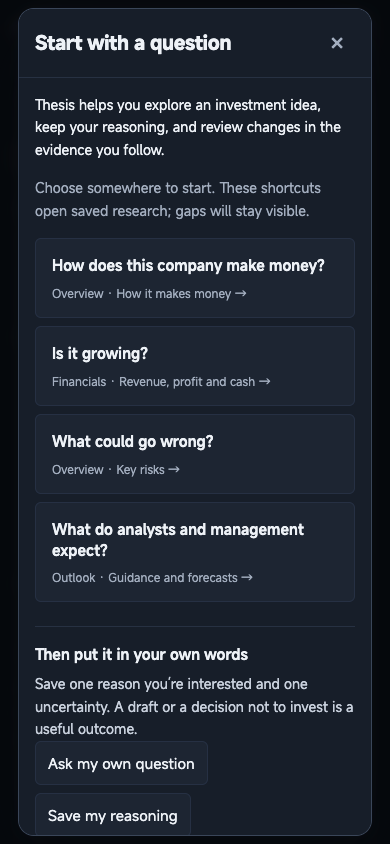 Start with a question ×
Thesis helps you explore an investment idea,
keep your reasoning, and review changes in the
evidence you follow.
Choose somewhere to start. These shortcuts
open saved research; gaps will stay visible.
How does this company make money?
Overview · How it makes money →
Is it growing?
Financials · Revenue, profit and cash →
What could go wrong?
Overview · Key risks →
What do analysts and management
expect?
Outlook · Guidance and forecasts →
Then put it in your own words
Save one reason you’re interested and one
uncertainty. A draft or a decision not to invest is a
useful outcome.
Ask my own question
Save my reasoning